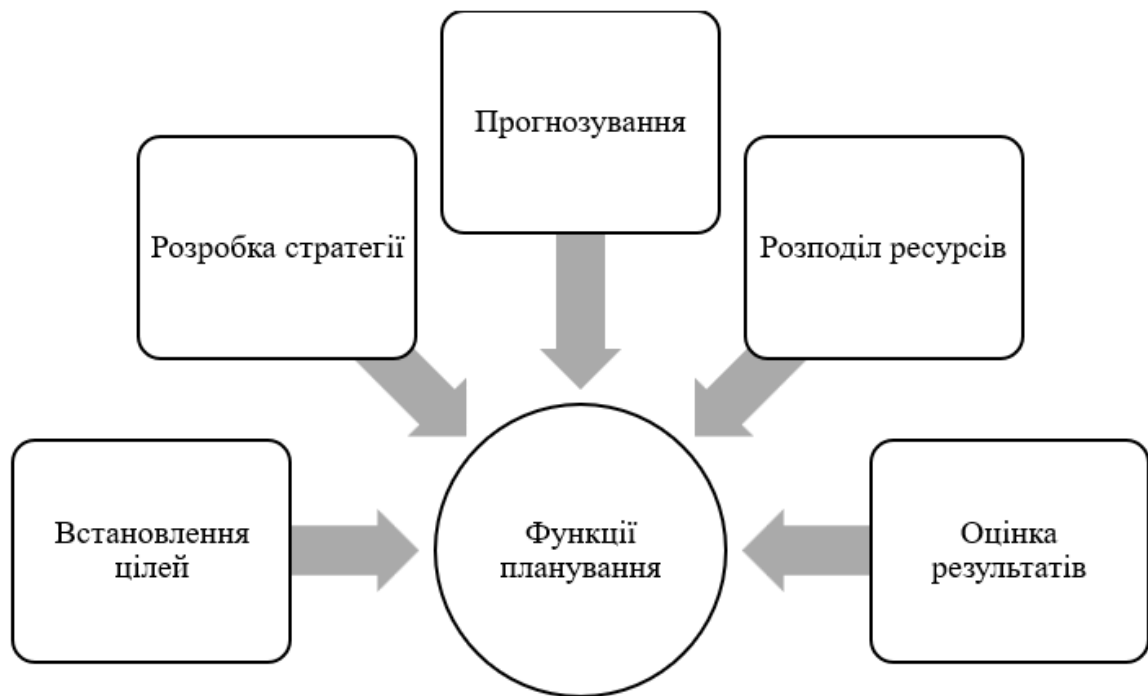 Прогнозування
Розробка стратегії
Розподіл ресурсів
Встановлення
цілей
Функції
планування
Оцінка
результатів